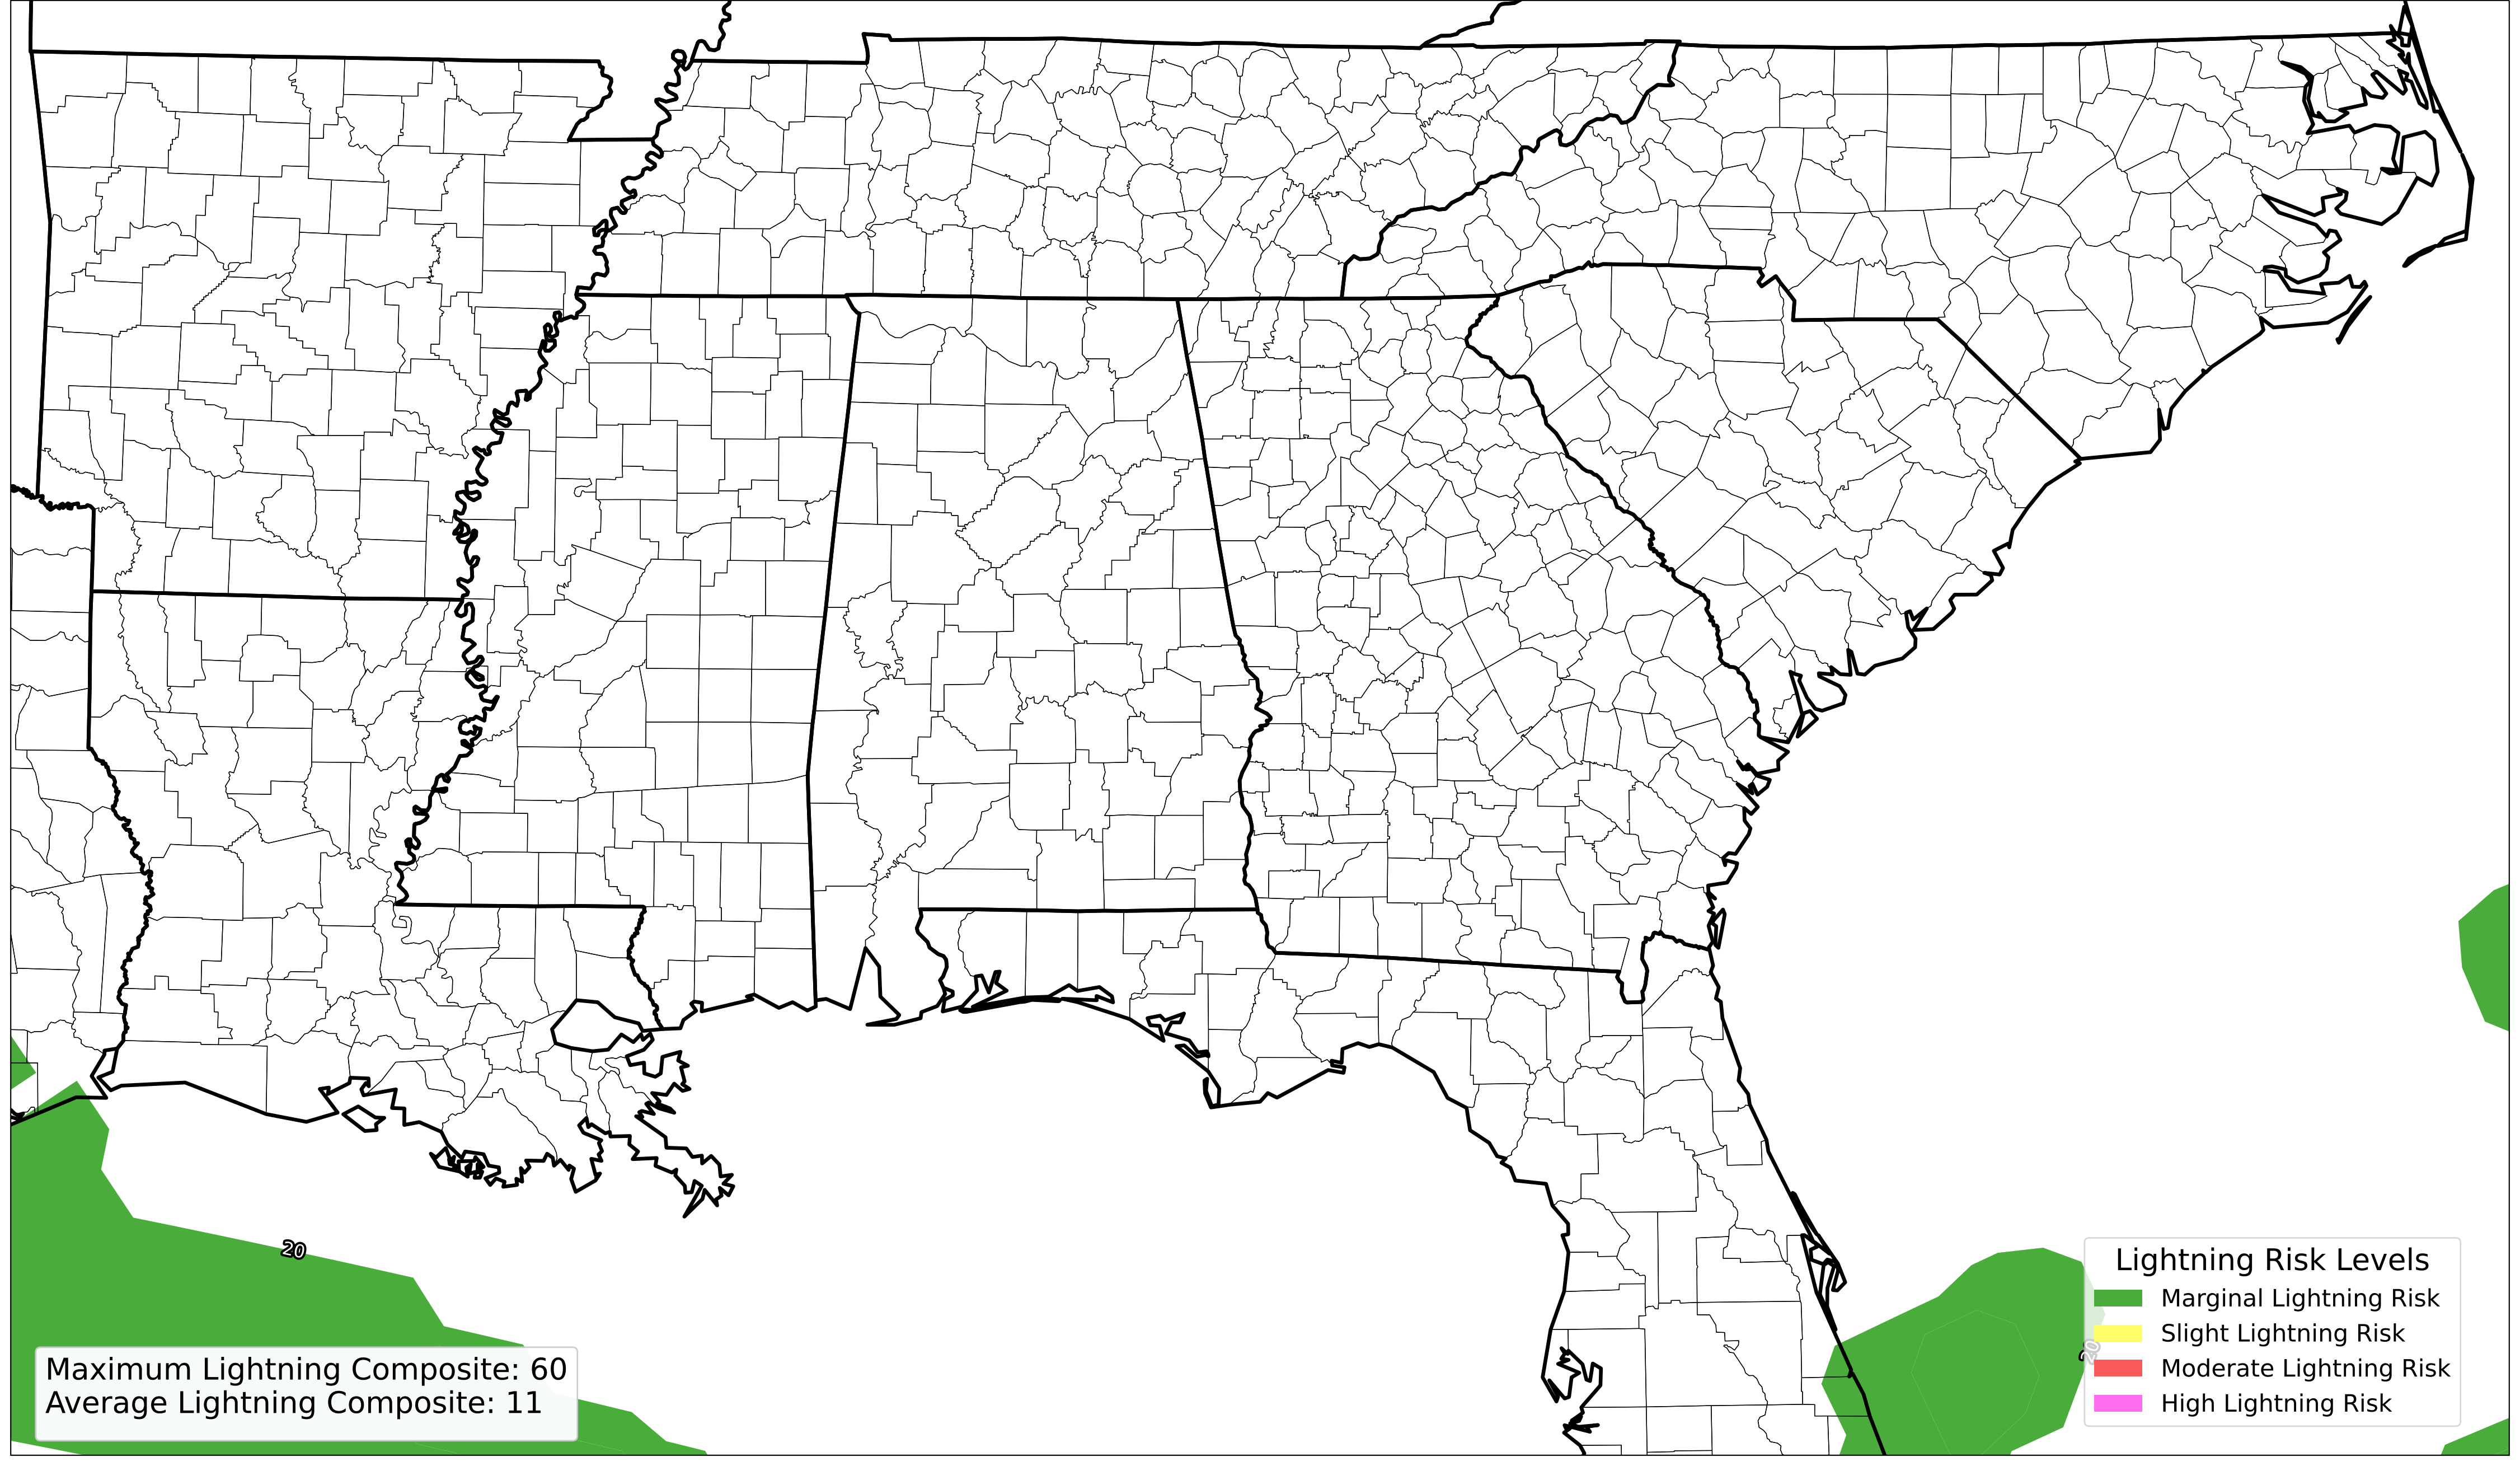 20
Maximum Lightning Composite: 60
Average Lightning Composite: 11
20
Lightning Risk Levels
Marginal Lightning Risk
Slight Lightning Risk
Moderate Lightning Risk
High Lightning Risk